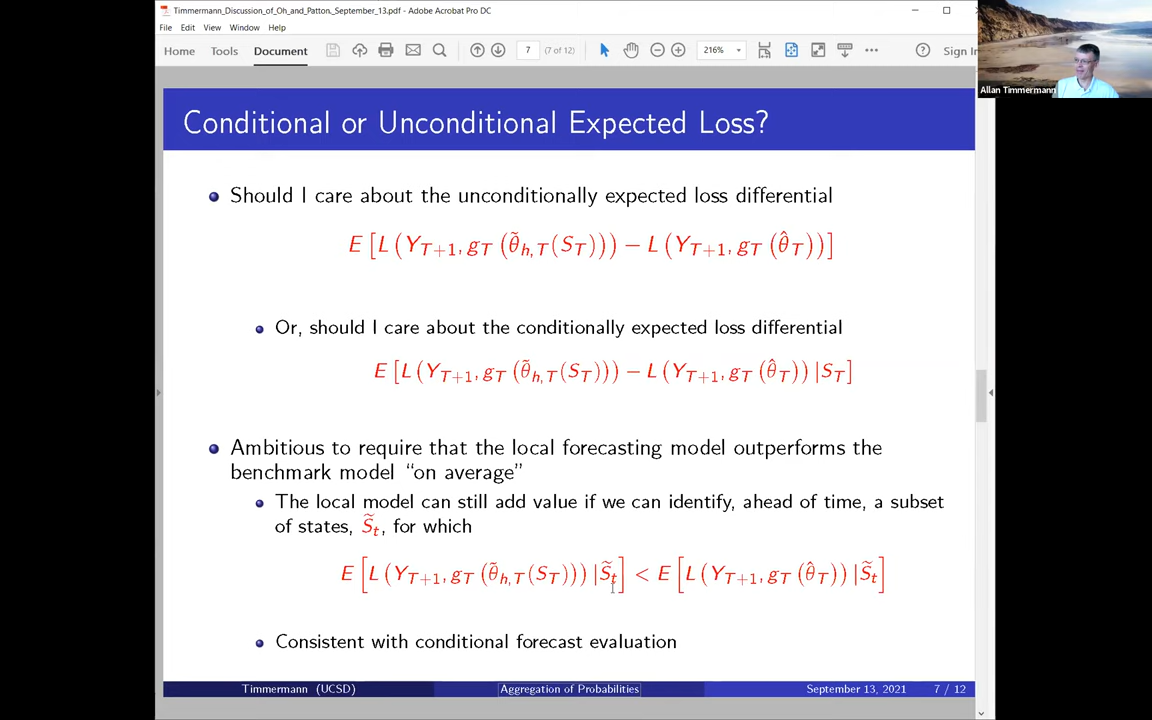 Timmermann_Discussion_of_Oh_and_Patton,_September_13.pdf - Adobe Acrobat Pro DC
File Edit View Window Help
Home Tools Document 7 (7 of 12) 216% Sign In
Allan Timmermann
Conditional or Unconditional Expected Loss?
Should I care about the unconditionally expected loss differential
E [L (Y_{T+1}, g_T (θ̃_{h,T}(S_T))) − L (Y_{T+1}, g_T (θ̂_T))]
Or, should I care about the conditionally expected loss differential
E [L (Y_{T+1}, g_T (θ̃_{h,T}(S_T))) − L (Y_{T+1}, g_T (θ̂_T)) |S_T]
Ambitious to require that the local forecasting model outperforms the
benchmark model “on average”
The local model can still add value if we can identify, ahead of time, a subset
of states, S̃_t, for which
E [L (Y_{T+1}, g_T (θ̃_{h,T}(S_T))) |S̃_t] < E [L (Y_{T+1}, g_T (θ̂_T)) |S̃_t]
Consistent with conditional forecast evaluation
Timmermann (UCSD) Aggregation of Probabilities September 13, 2021 7 / 12